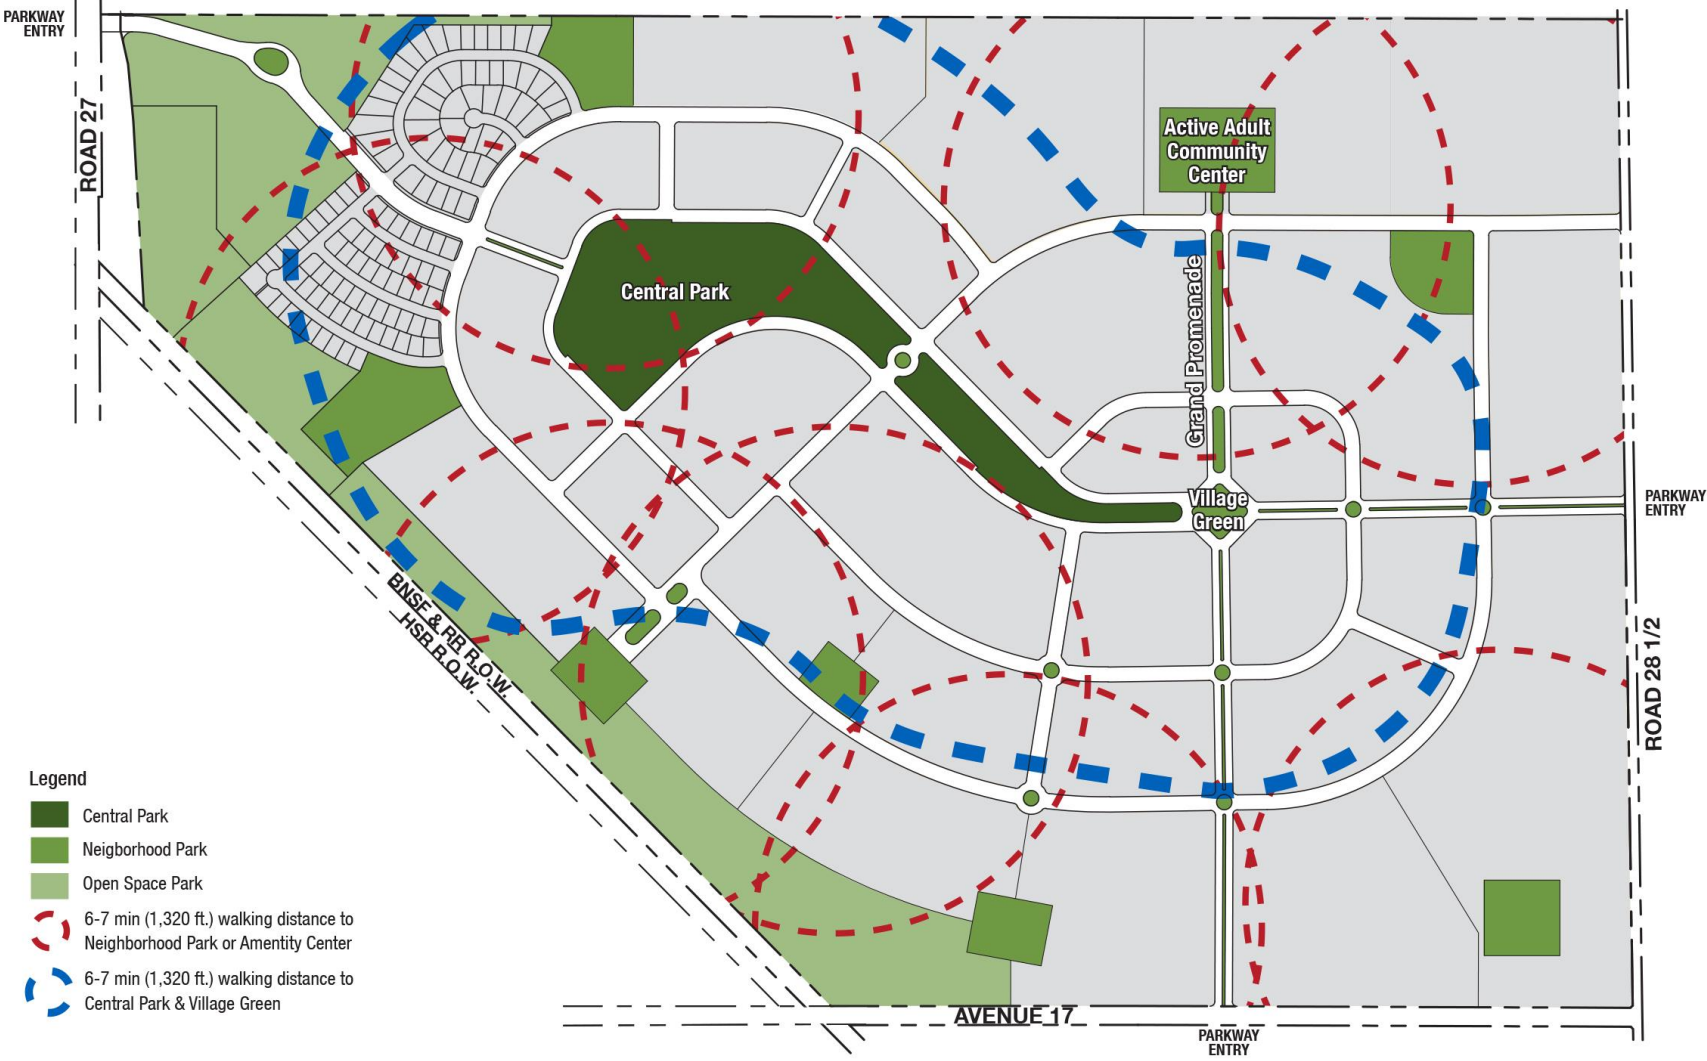 PARKWAY
ENTRY
ROAD 27
Active Adult
Community
Center
Central Park
Grand Promenade
Village
Green
PARKWAY
ENTRY
BNSF & RR R.O.W.
HSR R.O.W.
ROAD 28 1/2
Legend
Central Park
Neigborhood Park
Open Space Park
6-7 min (1,320 ft.) walking distance to
Neighborhood Park or Amentity Center
6-7 min (1,320 ft.) walking distance to
Central Park & Village Green
AVENUE 17
PARKWAY
ENTRY